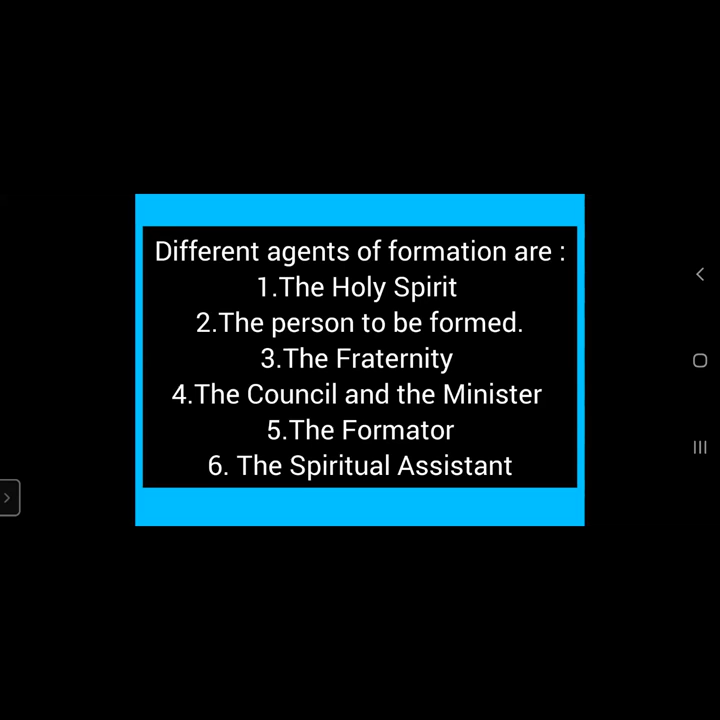 Different agents of formation are :
1.The Holy Spirit
2.The person to be formed.
3.The Fraternity
4.The Council and the Minister
5.The Formator
6. The Spiritual Assistant